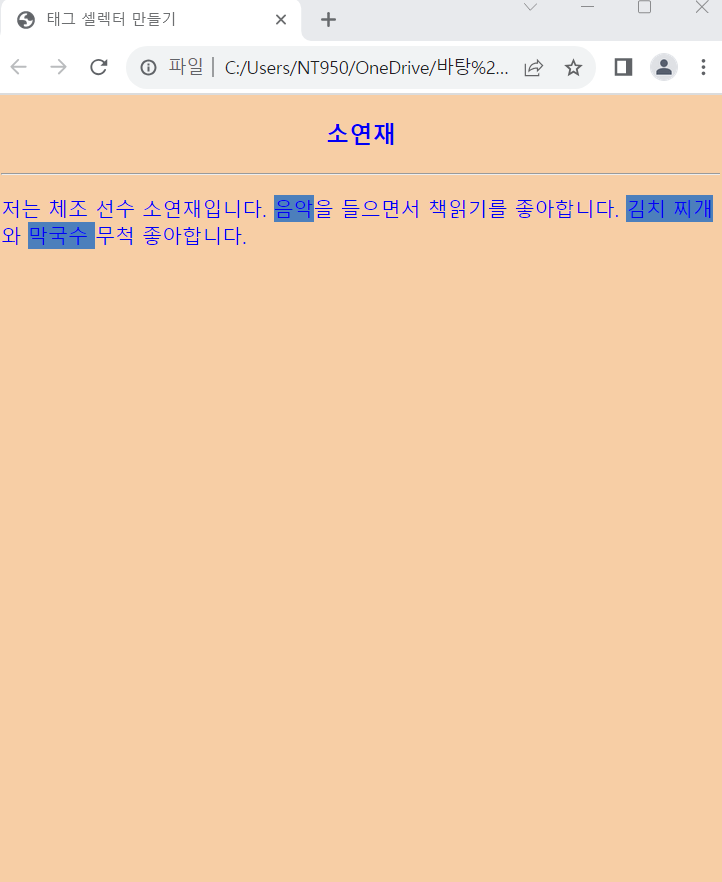 태그 셀렉터 만들기
파일 | C:/Users/NT950/OneDrive/바탕%2...
소연재
저는 체조 선수 소연재입니다. 음악을 들으면서 책읽기를 좋아합니다. 김치 찌개
와 막국수 무척 좋아합니다.